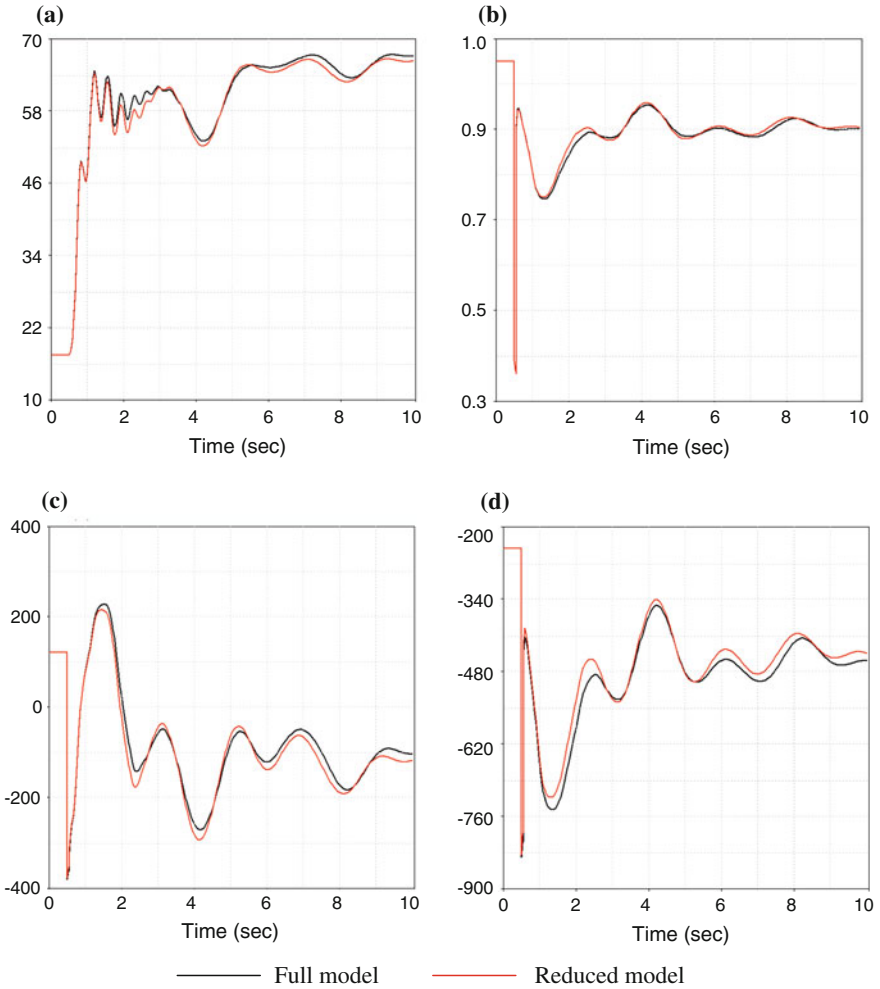 (a)
70
58
46
34
22
10
0 2 4 6 8 10
Time (sec)
(b)
1.0
0.9
0.7
0.5
0.3
0 2 4 6 8 10
Time (sec)
(c)
400
200
0
-200
-400
0 2 4 6 8 10
Time (sec)
(d)
-200
-340
-480
-620
-760
-900
0 2 4 6 8 10
Time (sec)
Full model Reduced model